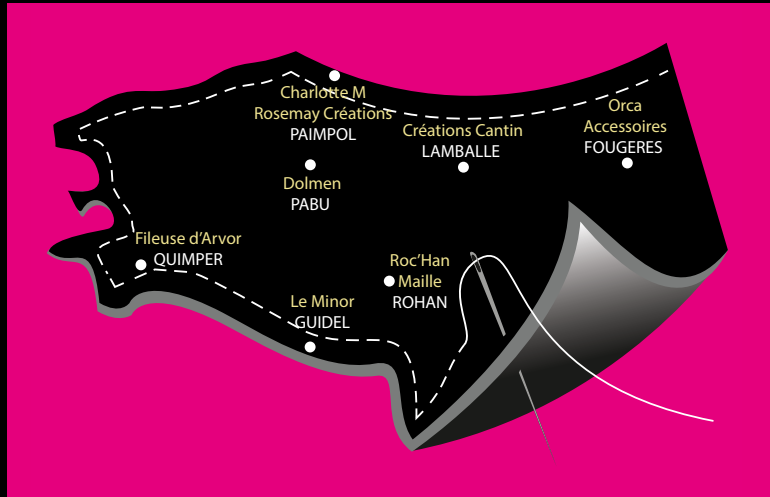 Charlotte M
Rosemay Créations
PAIMPOL
Créations Cantin
LAMBALLE
Orca
Accessoires
FOUGERES
Dolmen
PABU
Fileuse d'Arvor
QUIMPER
Roc'Han
Maille
ROHAN
Le Minor
GUIDEL